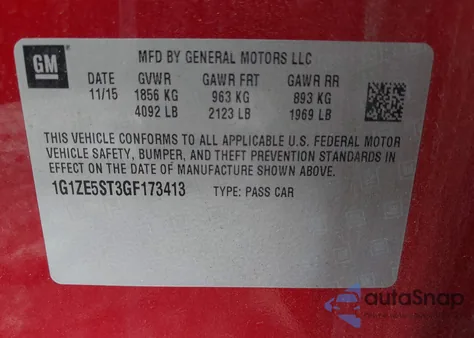 GM
MFD BY GENERAL MOTORS LLC
DATE GVWR GAWR FRT GAWR RR
11/15 1856 KG 963 KG 893 KG
4092 LB 2123 LB 1969 LB
THIS VEHICLE CONFORMS TO ALL APPLICABLE U.S. FEDERAL MOTOR
VEHICLE SAFETY, BUMPER, AND THEFT PREVENTION STANDARDS IN
EFFECT ON THE DATE OF MANUFACTURE SHOWN ABOVE.
1G1ZE5ST3GF173413 TYPE: PASS CAR
autoSnap